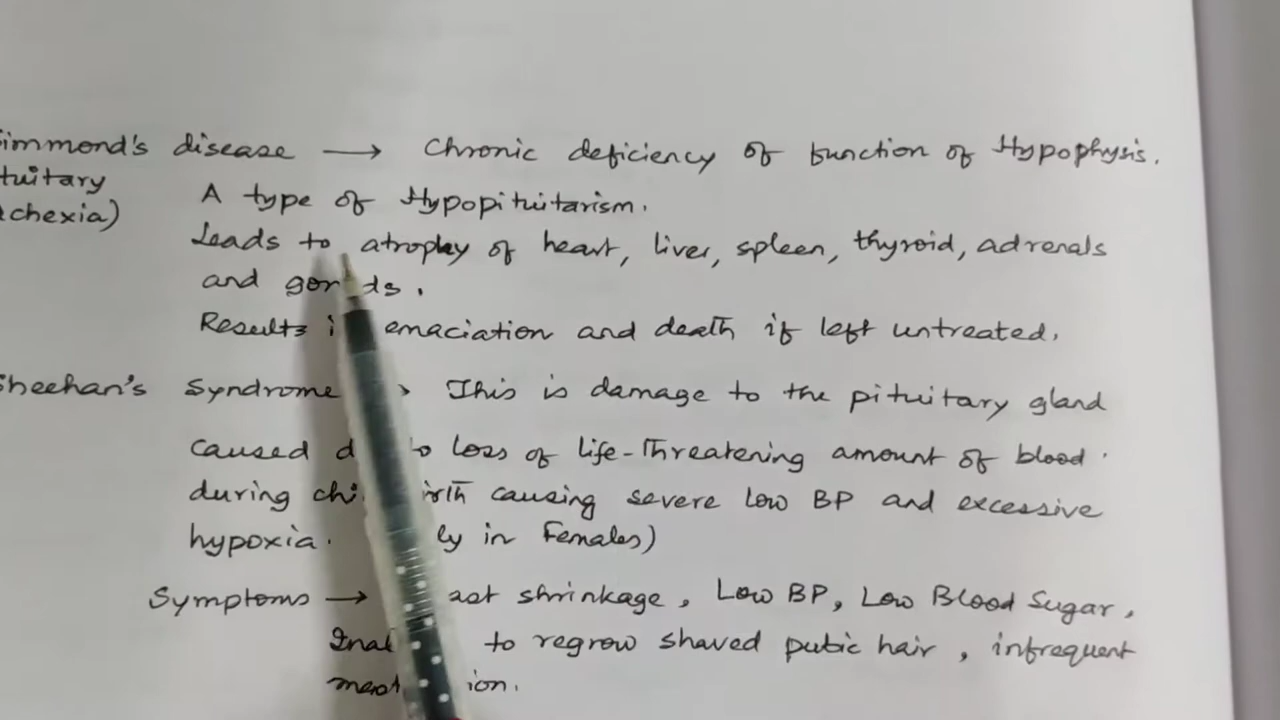 immond's disease → Chronic deficiency of function of Hypophysis.
tuitary
A type of Hypopituitarism.
chexia)
Leads to atrophy of heart, liver, spleen, thyroid, adrenals
and gon ds.
Results i emaciation and death if left untreated.
heehan's Syndrome → This is damage to the pituitary gland
caused d o loss of life-threatening amount of blood
during chi irth causing severe low BP and excessive
hypoxia. ly in Females)
Symptoms → ast shrinkage, Low BP, Low Blood Sugar,
Ina to regrow shaved pubic hair, infrequent
mens ion.